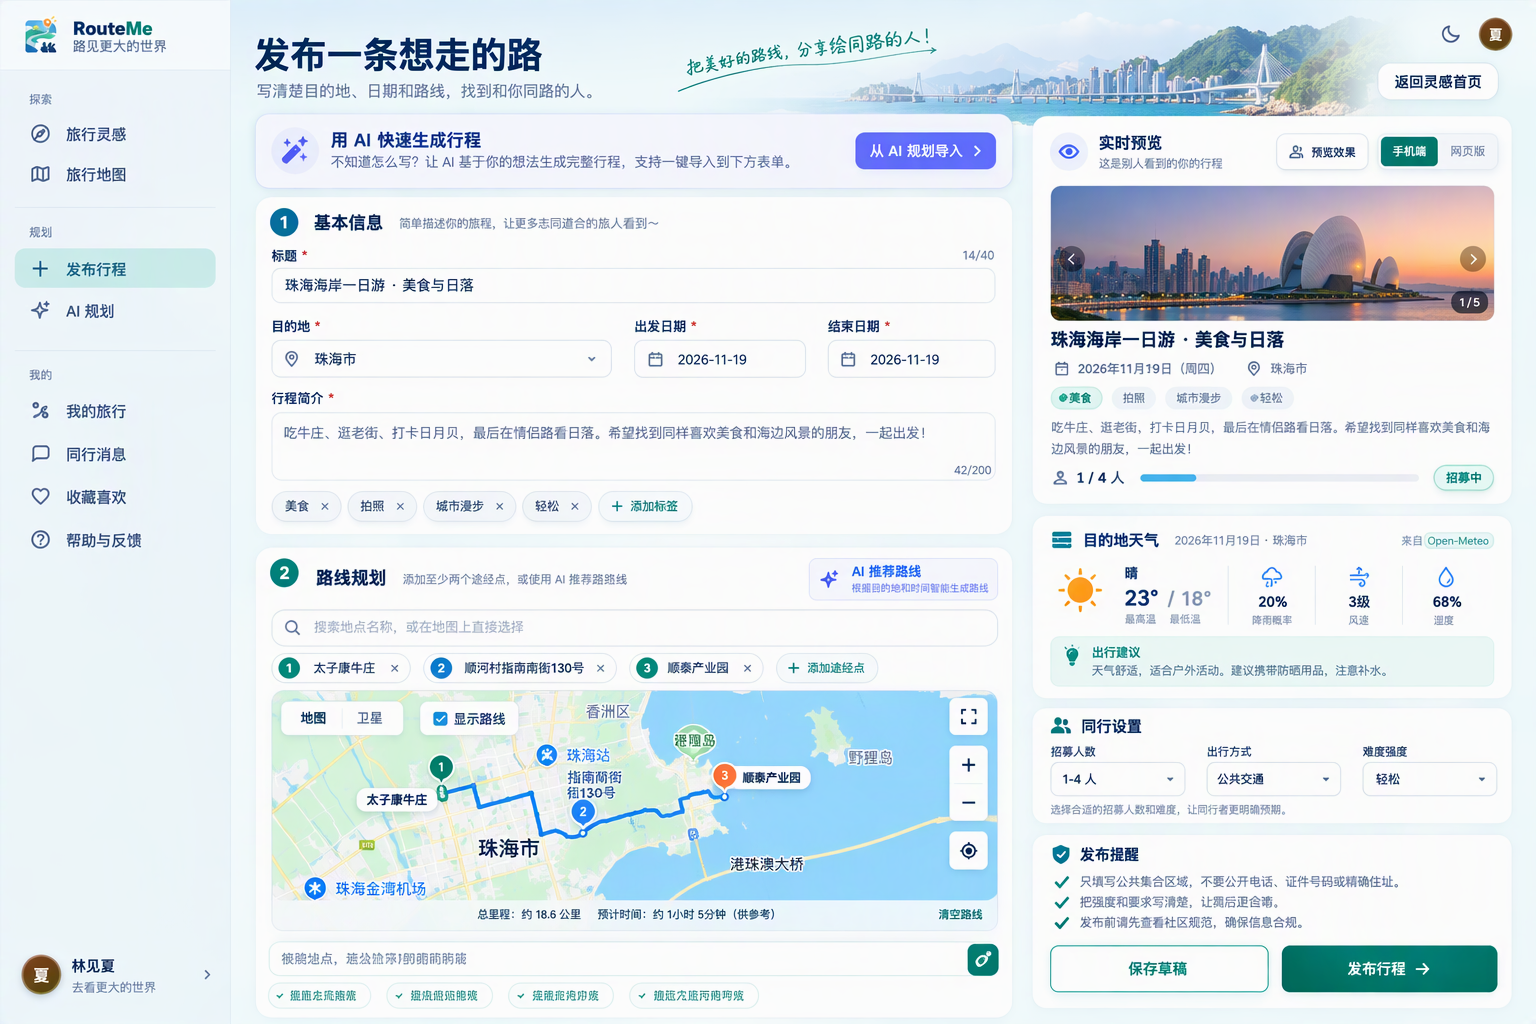 RouteMe
路见更大的世界
探索
旅行灵感
旅行地图
规划
发布行程
AI 规划
我的
我的旅行
同行消息
收藏喜欢
帮助与反馈
夏
林见夏
去看更大的世界
发布一条想走的路
写清楚目的地、日期和路线，找到和你同路的人。
把美好的路线，分享给同路的人！
夏
返回灵感首页
用 AI 快速生成行程
不知道怎么写？让 AI 基于你的想法生成完整行程，支持一键导入到下方表单。
从 AI 规划导入
1 基本信息 简单描述你的旅程，让更多志同道合的旅人看到～
标题 * 14/40
珠海海岸一日游 · 美食与日落
目的地 * 出发日期 * 结束日期 *
珠海市 2026-11-19 2026-11-19
行程简介 *
吃牛庄、逛老街、打卡日月贝，最后在情侣路看日落。希望找到同样喜欢美食和海边风景的朋友，一起出发！
42/200
美食 × 拍照 × 城市漫步 × 轻松 × + 添加标签
2 路线规划 添加至少两个途经点，或使用 AI 推荐路路线
AI 推荐路线
根据目的地和时间智能生成路线
搜索地点名称，或在地图上直接选择
1 太子康牛庄 × 2 顺河村指南南街130号 × 3 顺泰产业园 × + 添加途经点
地图 卫星 显示路线
香洲区
野狸岛
珠海站
指南南街
街130号
1
太子康牛庄
2
3 顺泰产业园
珠海市
港珠澳大桥
珠海金湾机场
总里程：约 18.6 公里 预计时间：约 1小时 5分钟（供参考） 清空路线
实时预览
这是别人看到的你的行程
预览效果
手机端 网页版
1/5
珠海海岸一日游 · 美食与日落
2026年11月19日（周四） 珠海市
美食 拍照 城市漫步 轻松
吃牛庄、逛老街，打卡日月贝，最后在情侣路看日落。希望找到同样喜欢美食和海
边风景的朋友，一起出发！
1 / 4 人 招募中
目的地天气 2026年11月19日 · 珠海市 来自 Open-Meteo
晴
23° / 18°
最高温 最低温
20%
降雨概率
3级
风速
68%
湿度
出行建议
天气舒适，适合户外活动。建议携带防晒用品，注意补水。
同行设置
招募人数 出行方式 难度强度
1-4 人 公共交通 轻松
选择合适的招募人数和难度，让同行者更明确预期。
发布提醒
只填写公共集合区域，不要公开电话、证件号码或精确住址。
把强度和要求写清楚，让
发布前请先查看社区规范，确保信息合规。
保存草稿
发布行程 →